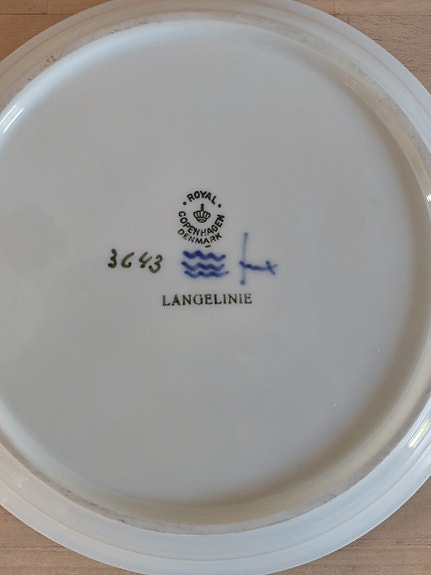 ROYAL
COPENHAGEN
DENMARK
3643
LANGELINIE